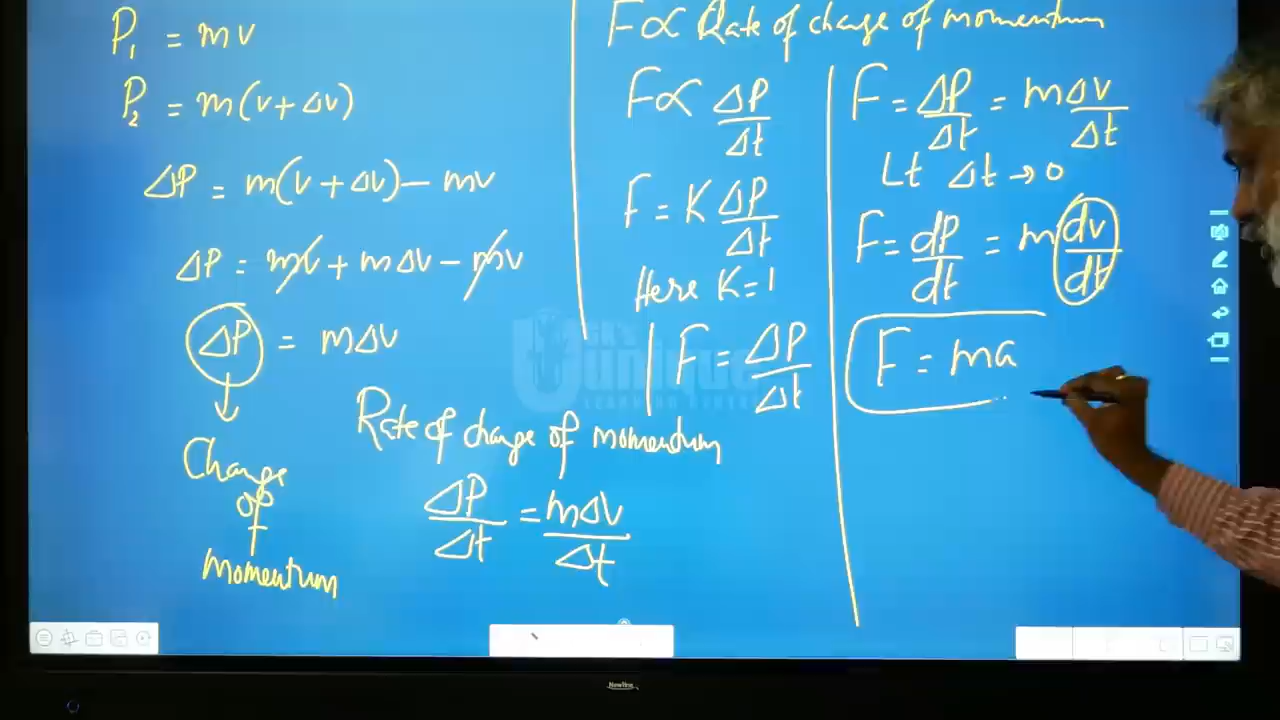 P₁ = mv
P₂ = m(v+Δv)
ΔP = m(v+Δv) - mv
ΔP = mv + mΔv - mv
ΔP = mΔv
Change
of
momentum
Rate of change of momentum
ΔP/Δt = mΔv/Δt
F∝ Rate of change of momentum
F∝ ΔP/Δt
F = K ΔP/Δt
Here K=1
F = ΔP/Δt
F = ΔP/Δt = mΔv/Δt
Lt Δt → 0
F = dP/dt = m dv/dt
F = ma
unique
Newline